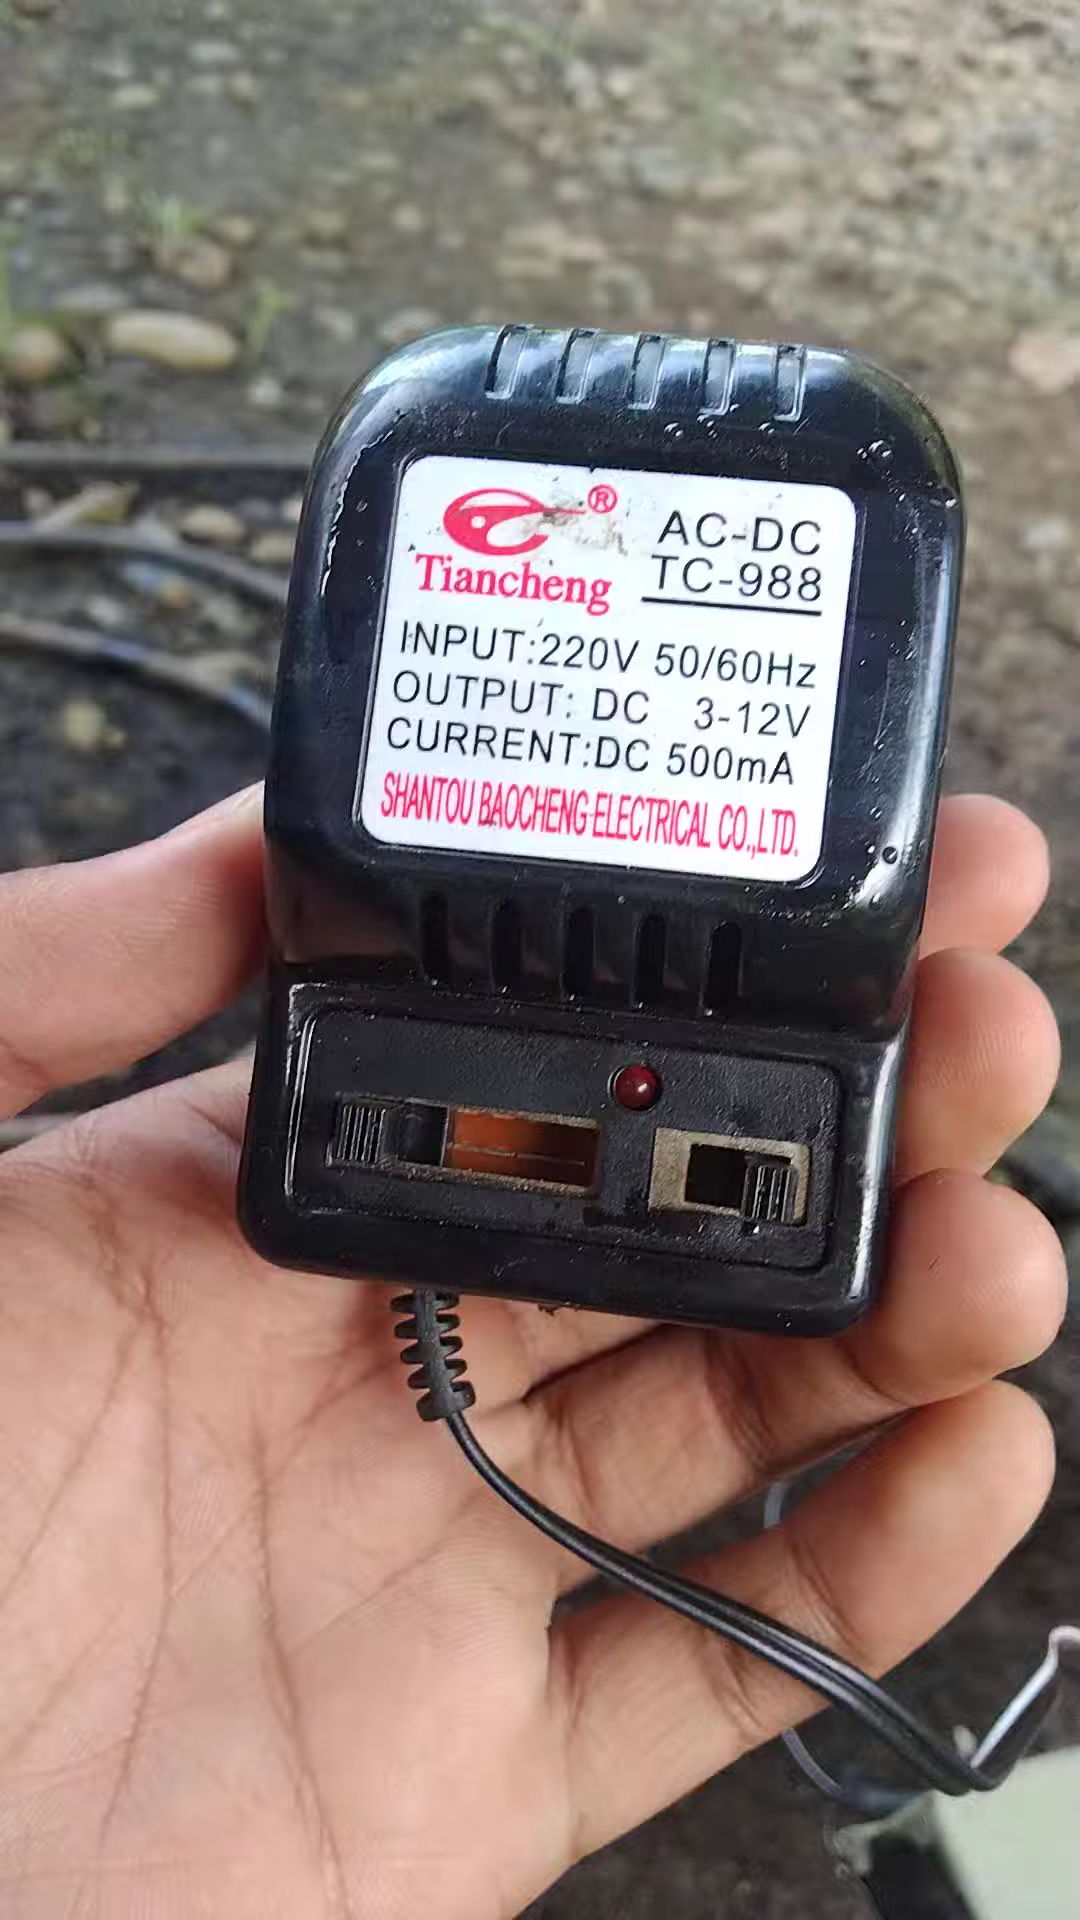 ®
Tiancheng
AC-DC
TC-988
INPUT:220V 50/60Hz
OUTPUT: DC 3-12V
CURRENT:DC 500mA
SHANTOU BAOCHENG ELECTRICAL CO.,LTD.